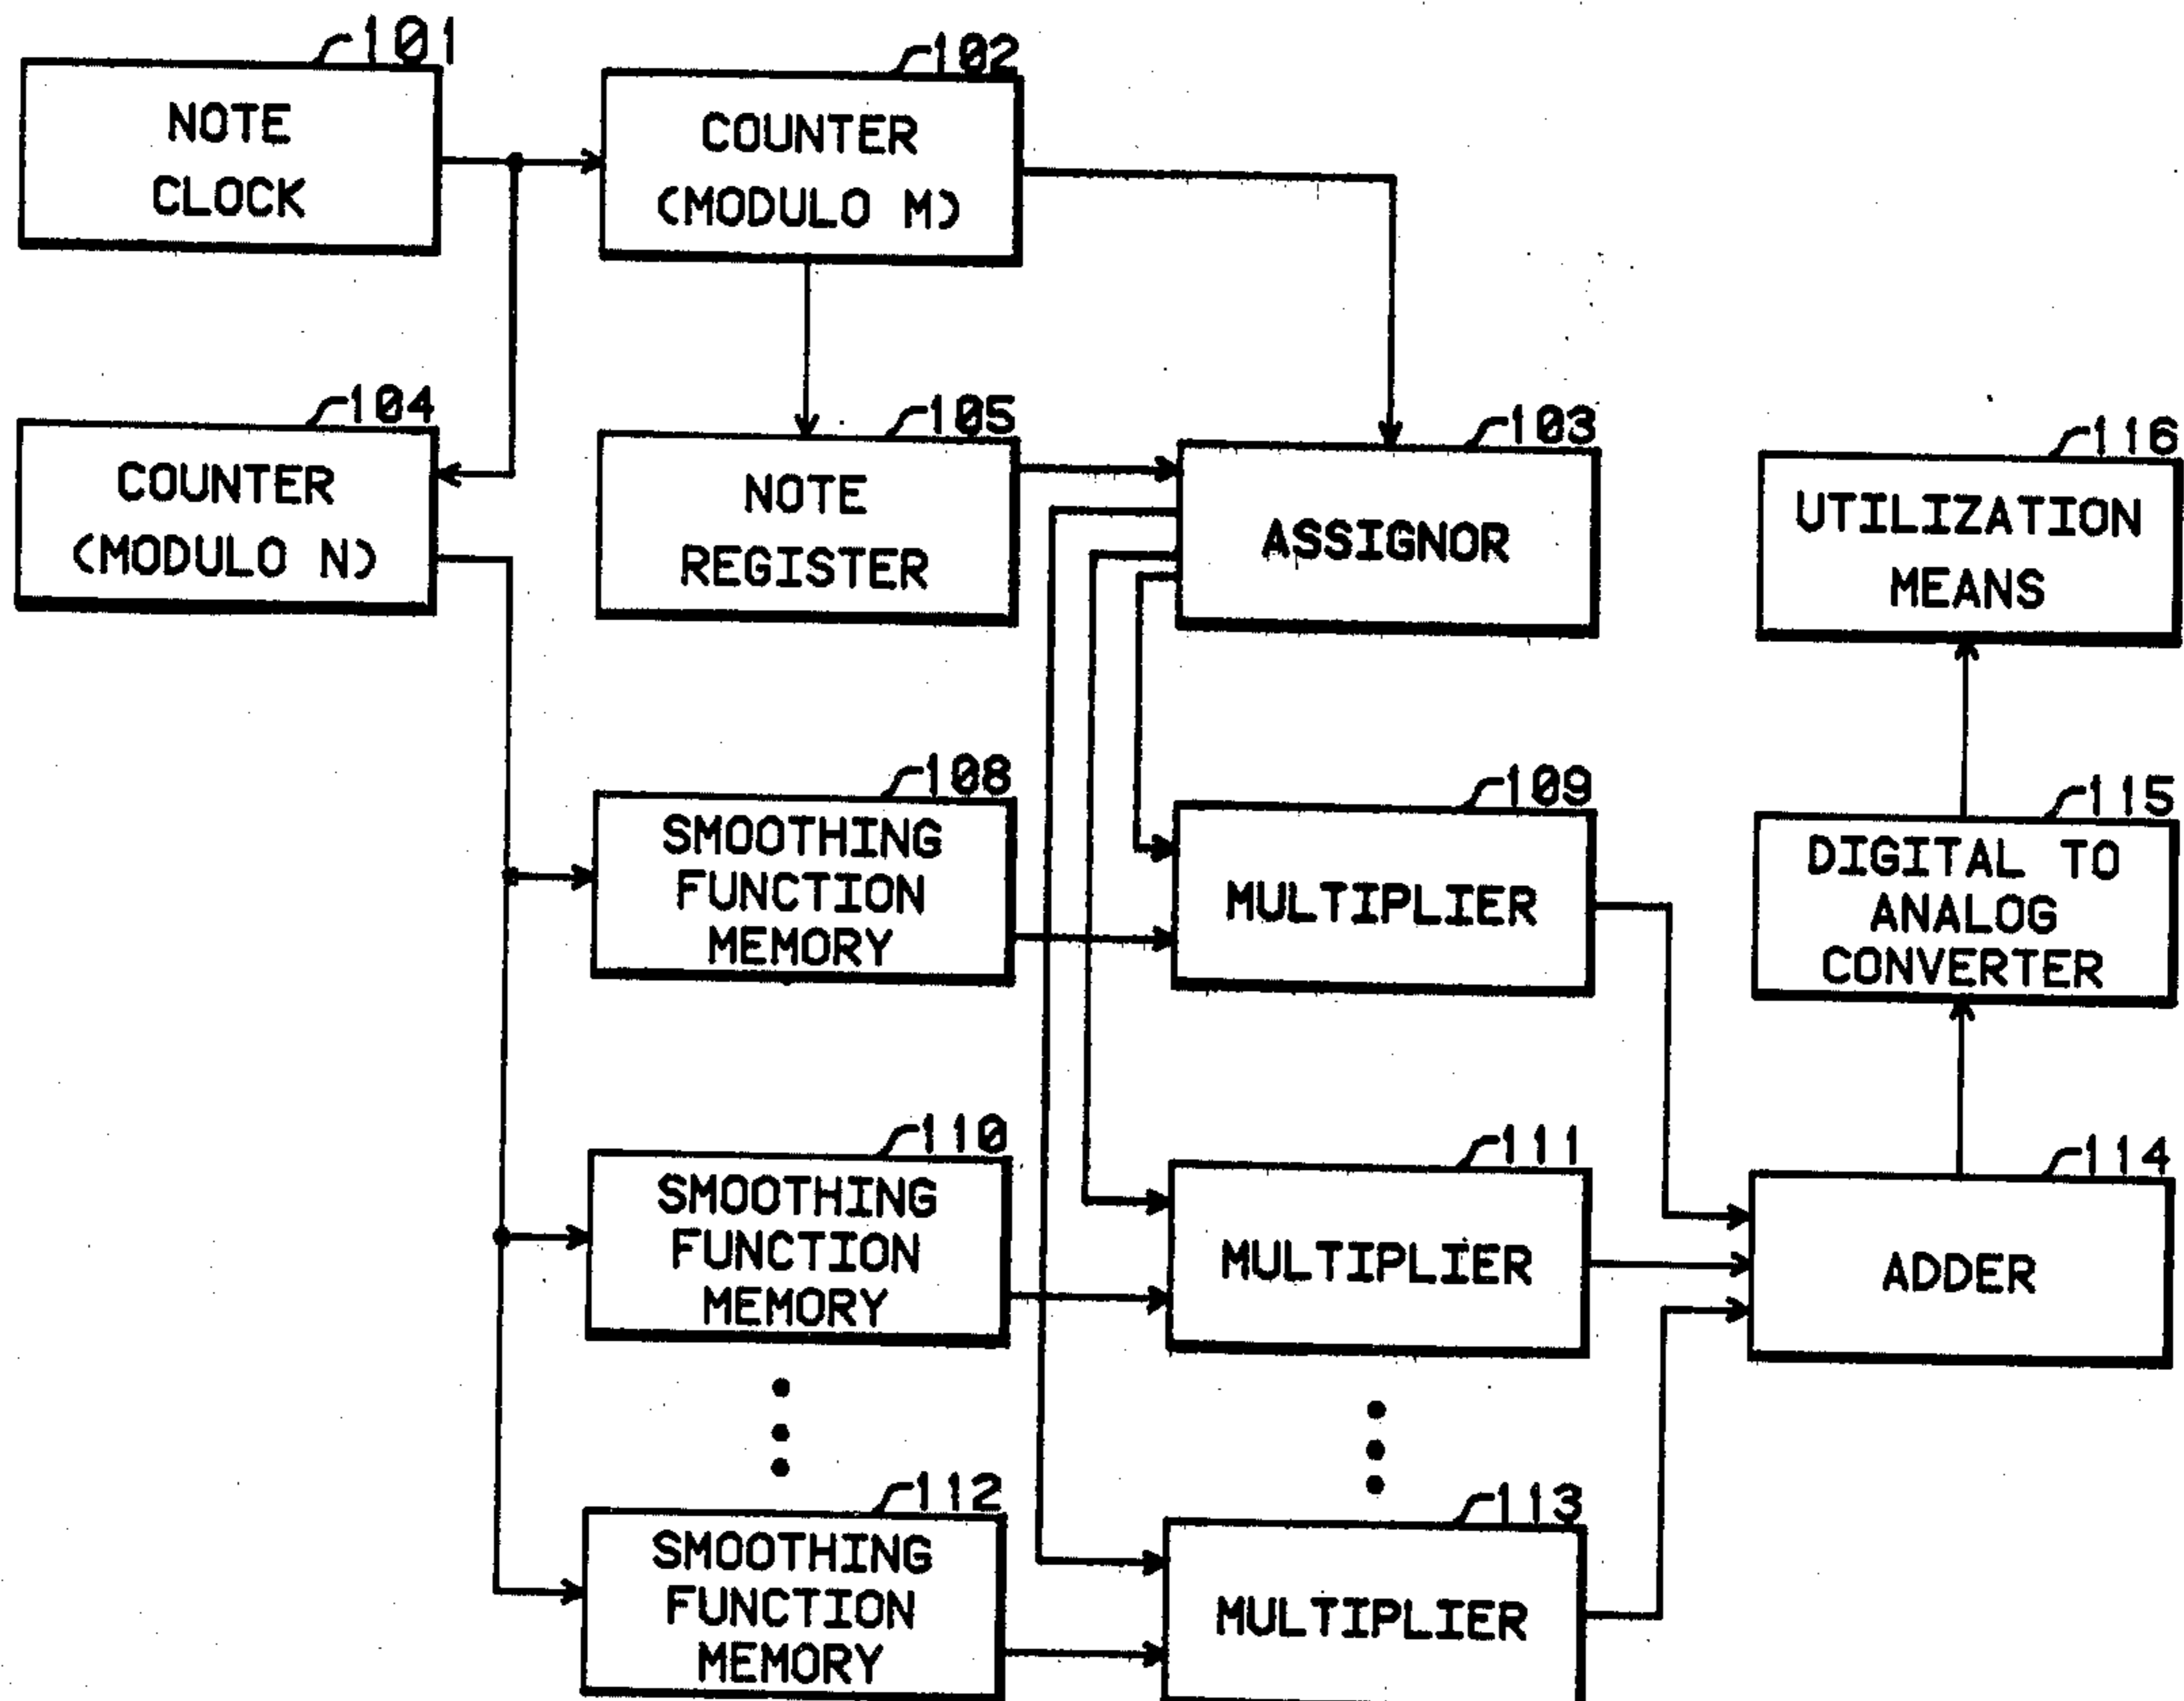 101
NOTE
CLOCK
102
COUNTER
(MODULO M)
104
COUNTER
(MODULO N)
105
NOTE
REGISTER
103
ASSIGNOR
116
UTILIZATION
MEANS
108
SMOOTHING
FUNCTION
MEMORY
109
MULTIPLIER
115
DIGITAL TO
ANALOG
CONVERTER
110
SMOOTHING
FUNCTION
MEMORY
111
MULTIPLIER
114
ADDER
112
SMOOTHING
FUNCTION
MEMORY
113
MULTIPLIER